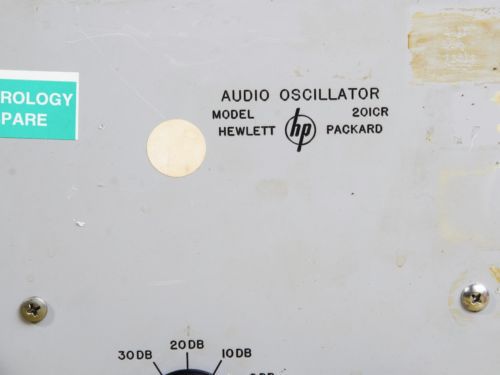 ROLOGY
PARE
AUDIO OSCILLATOR
MODEL 201CR
HEWLETT hp PACKARD
20DB
30DB 10DB